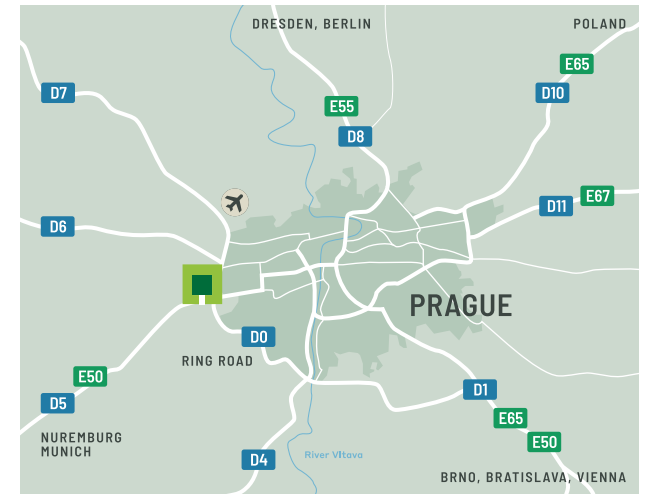 DRESDEN, BERLIN
POLAND
E65
D7
D10
E55
D8
E67
D11
D6
PRAGUE
D0
RING ROAD
E50
D1
D5
E65
NUREMBURG
MUNICH
E50
River Vltava
D4
BRNO, BRATISLAVA, VIENNA